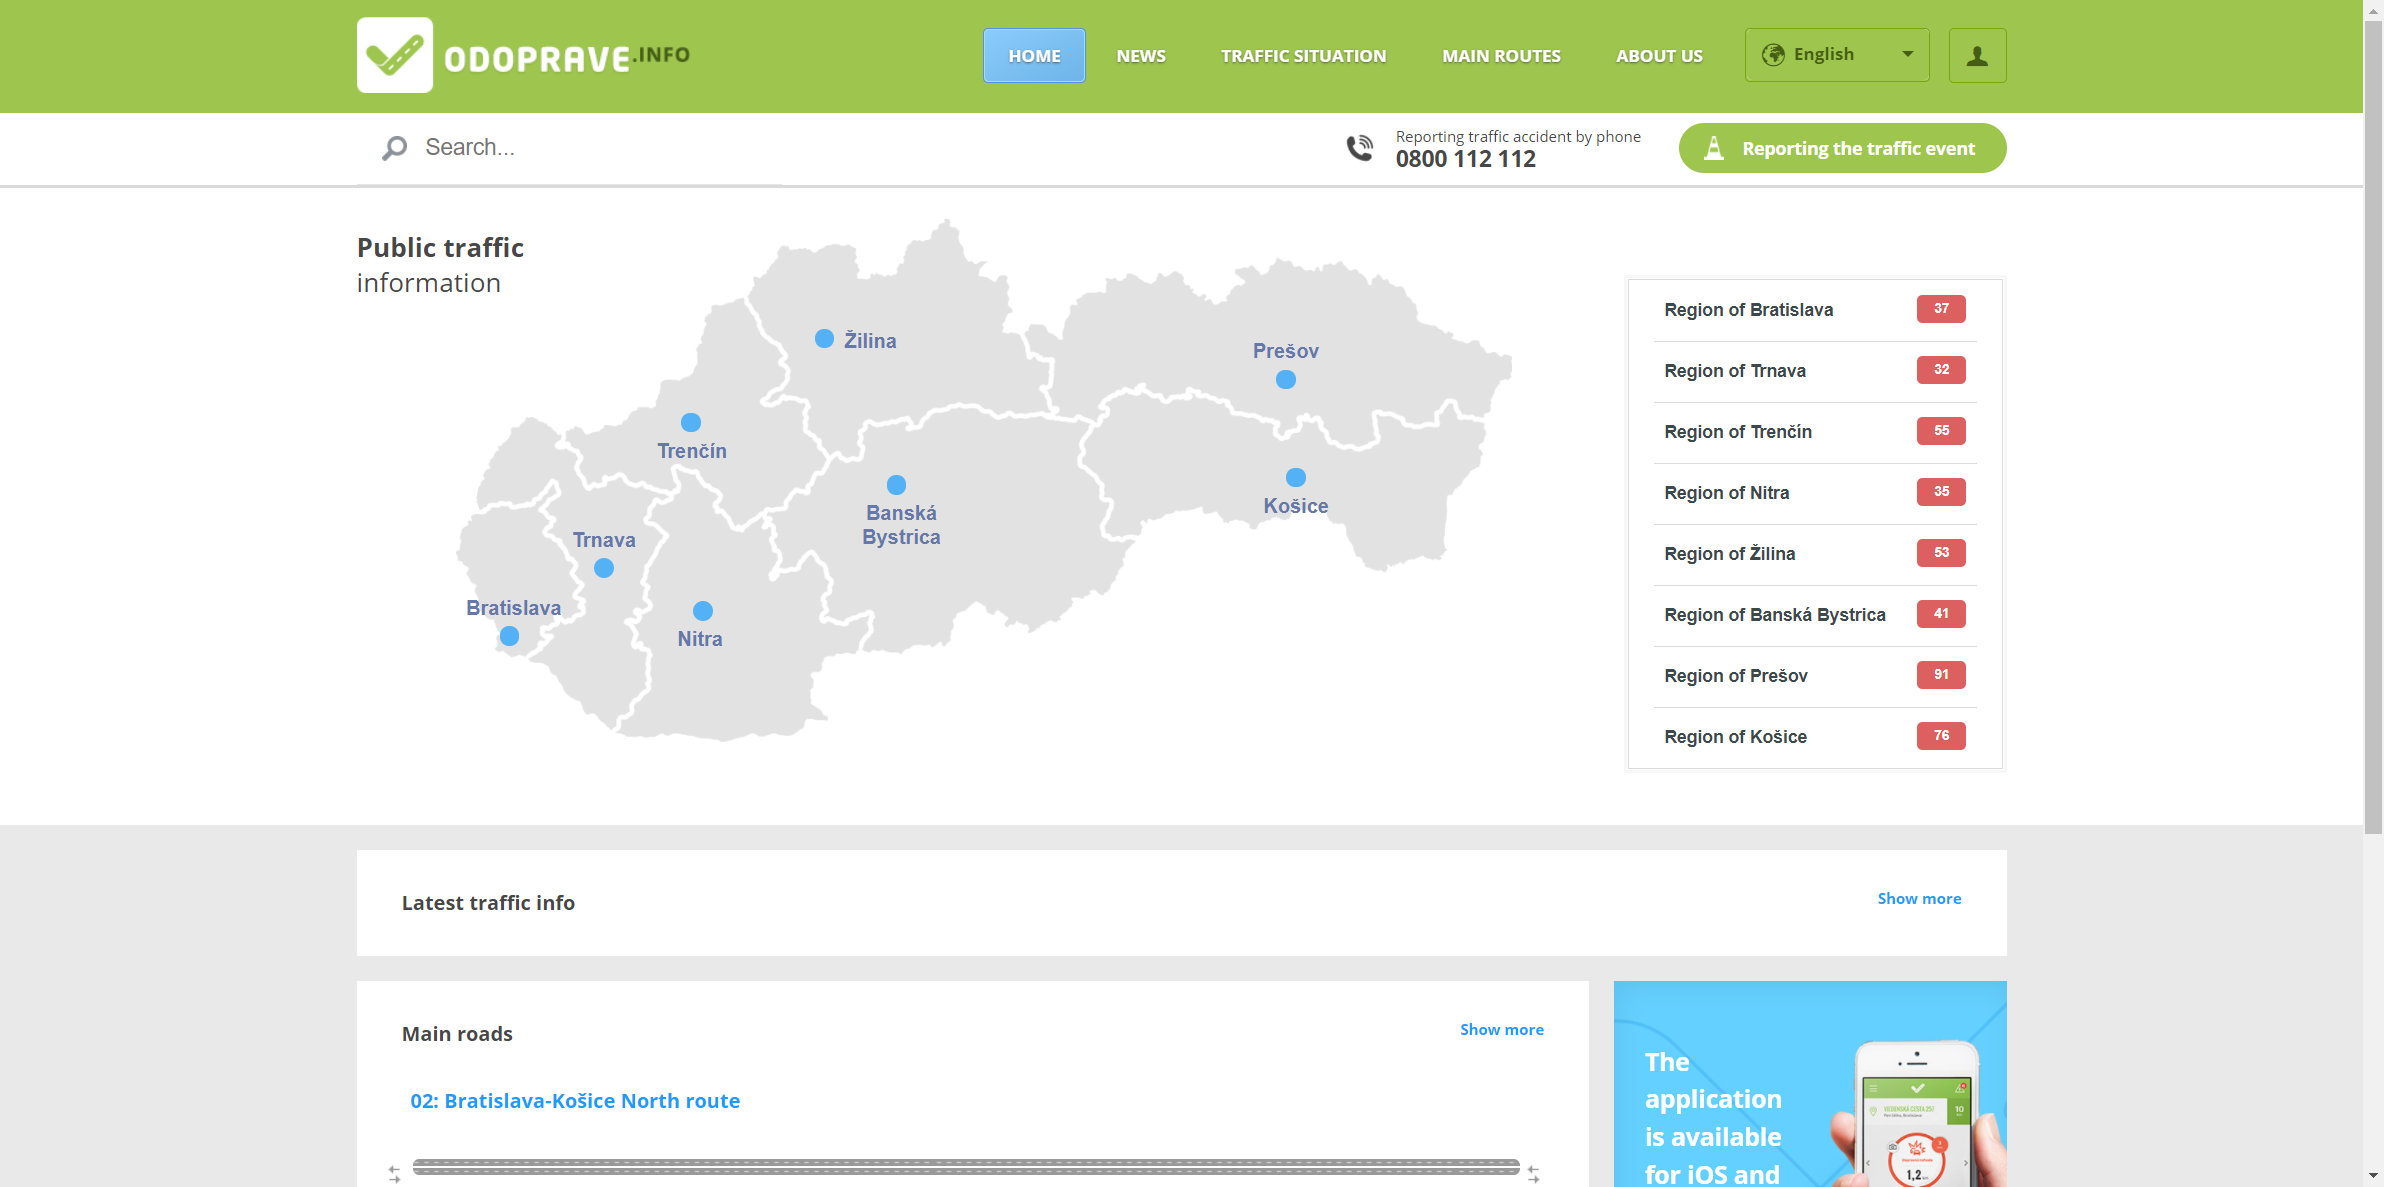 ODOPRAVE.INFO
HOME
NEWS
TRAFFIC SITUATION
MAIN ROUTES
ABOUT US
English
Search...
Reporting traffic accident by phone
0800 112 112
Reporting the traffic event
Public traffic
information
Žilina
Prešov
Trenčín
Banská
Bystrica
Košice
Trnava
Bratislava
Nitra
Region of Bratislava 37
Region of Trnava 32
Region of Trenčín 55
Region of Nitra 35
Region of Žilina 53
Region of Banská Bystrica 41
Region of Prešov 91
Region of Košice 76
Latest traffic info
Show more
Main roads
Show more
02: Bratislava-Košice North route
The
application
is available
for iOS and
10
1,2